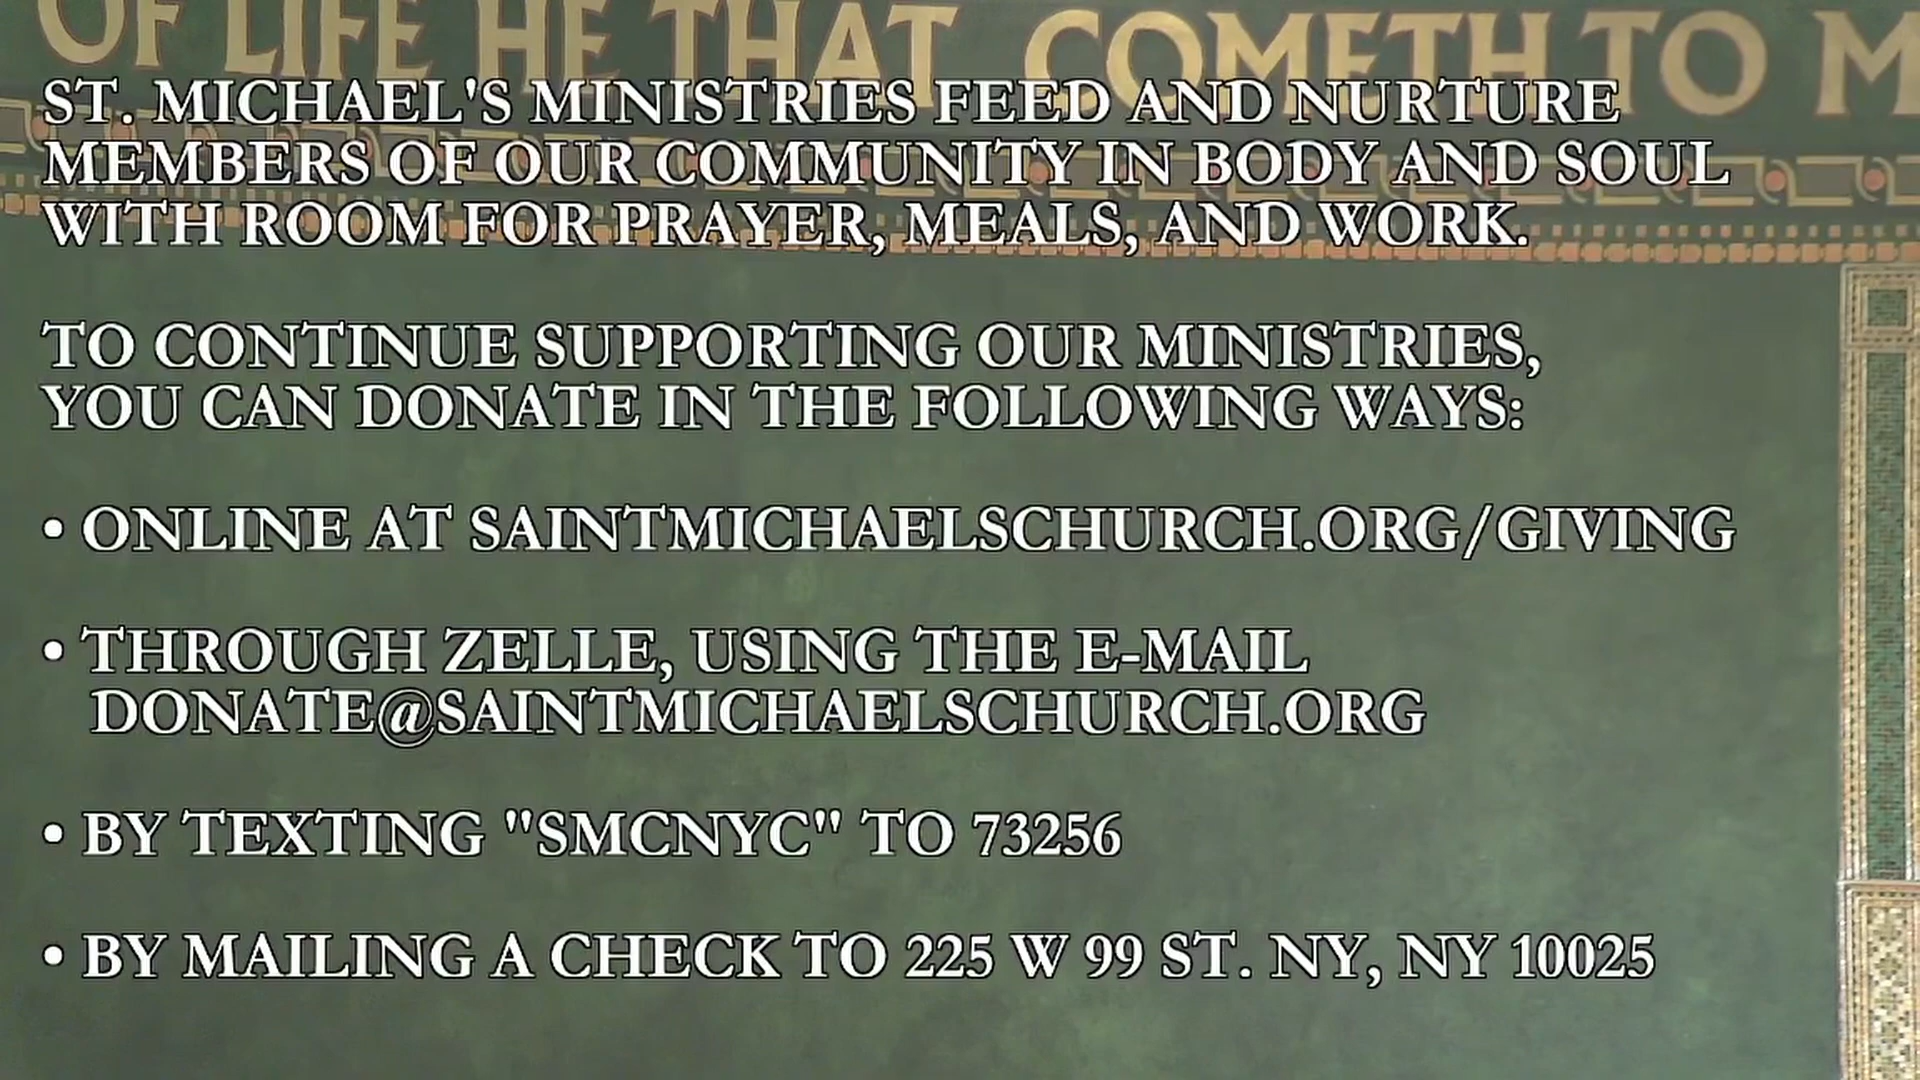 OF LIFE HE THAT COMETH TO M
ST. MICHAEL'S MINISTRIES FEED AND NURTURE
MEMBERS OF OUR COMMUNITY IN BODY AND SOUL
WITH ROOM FOR PRAYER, MEALS, AND WORK.
TO CONTINUE SUPPORTING OUR MINISTRIES,
YOU CAN DONATE IN THE FOLLOWING WAYS:
• ONLINE AT SAINTMICHAELSCHURCH.ORG/GIVING
• THROUGH ZELLE, USING THE E-MAIL
DONATE@SAINTMICHAELSCHURCH.ORG
• BY TEXTING "SMCNYC" TO 73256
• BY MAILING A CHECK TO 225 W 99 ST. NY, NY 10025